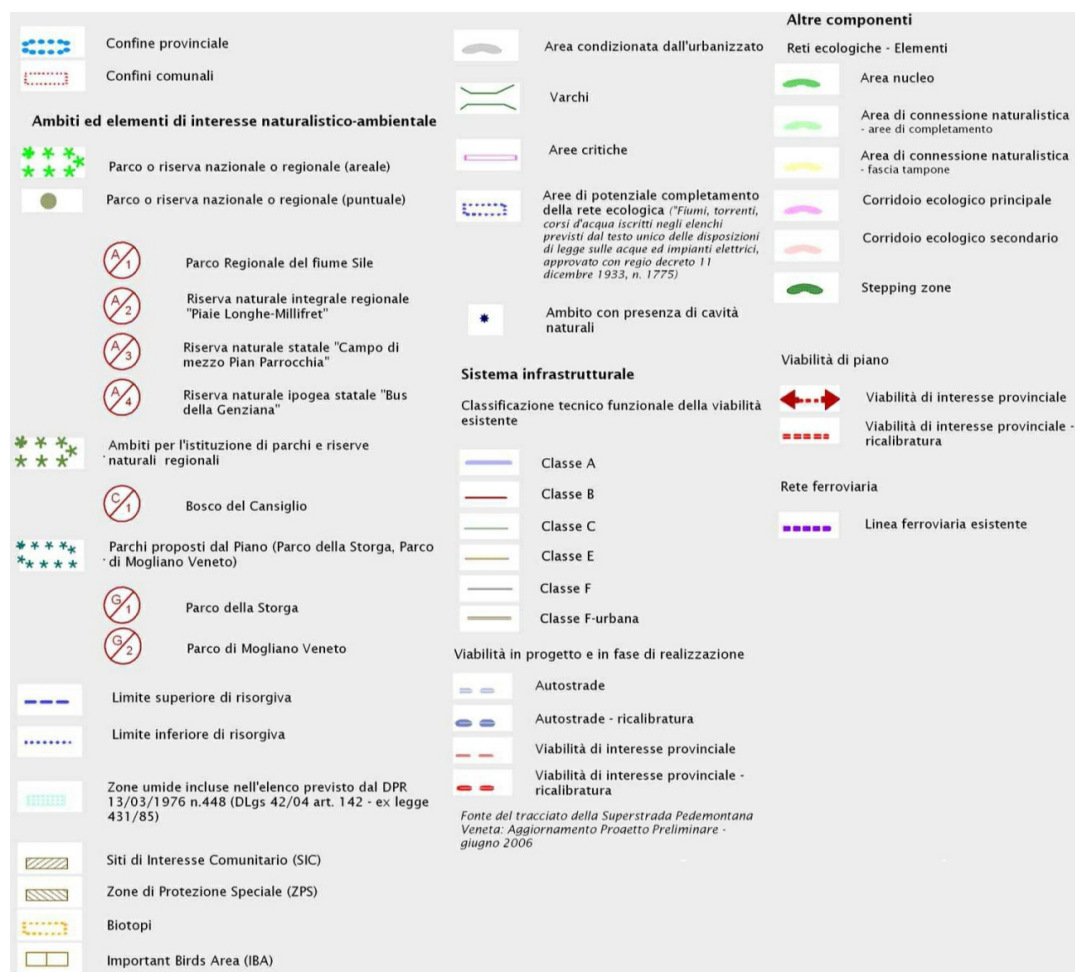 Confine provinciale
Confini comunali
Ambiti ed elementi di interesse naturalistico-ambientale
Parco o riserva nazionale o regionale (areale)
Parco o riserva nazionale o regionale (puntuale)
A/1
Parco Regionale del fiume Sile
A/2
Riserva naturale integrale regionale
"Piaie Longhe-Millifret"
A/3
Riserva naturale statale "Campo di
mezzo Pian Parrocchia"
A/4
Riserva naturale ipogea statale "Bus
della Genziana"
Ambiti per l'istituzione di parchi e riserve
naturali regionali
C/1
Bosco del Cansiglio
Parchi proposti dal Piano (Parco della Storga, Parco
di Mogliano Veneto)
G/1
Parco della Storga
G/2
Parco di Mogliano Veneto
Limite superiore di risorgiva
Limite inferiore di risorgiva
Zone umide incluse nell'elenco previsto dal DPR
13/03/1976 n.448 (DLgs 42/04 art. 142 - ex legge
431/85)
Siti di Interesse Comunitario (SIC)
Zone di Protezione Speciale (ZPS)
Biotopi
Important Birds Area (IBA)
Area condizionata dall'urbanizzato
Varchi
Aree critiche
Aree di potenziale completamento
della rete ecologica ("Fiumi, torrenti,
corsi d'acqua iscritti negli elenchi
previsti dal testo unico delle disposizioni
di legge sulle acque ed impianti elettrici,
approvato con regio decreto 11
dicembre 1933, n. 1775)
Ambito con presenza di cavità
naturali
Sistema infrastrutturale
Classificazione tecnico funzionale della viabilità
esistente
Classe A
Classe B
Classe C
Classe E
Classe F
Classe F-urbana
Viabilità in progetto e in fase di realizzazione
Autostrade
Autostrade - ricalibratura
Viabilità di interesse provinciale
Viabilità di interesse provinciale -
ricalibratura
Fonte del tracciato della Superstrada Pedemontana
Veneta: Aggiornamento Proaetto Preliminare -
giugno 2006
Altre componenti
Reti ecologiche - Elementi
Area nucleo
Area di connessione naturalistica
- aree di completamento
Area di connessione naturalistica
- fascia tampone
Corridoio ecologico principale
Corridoio ecologico secondario
Stepping zone
Viabilità di piano
Viabilità di interesse provinciale
Viabilità di interesse provinciale -
ricalibratura
Rete ferroviaria
Linea ferroviaria esistente